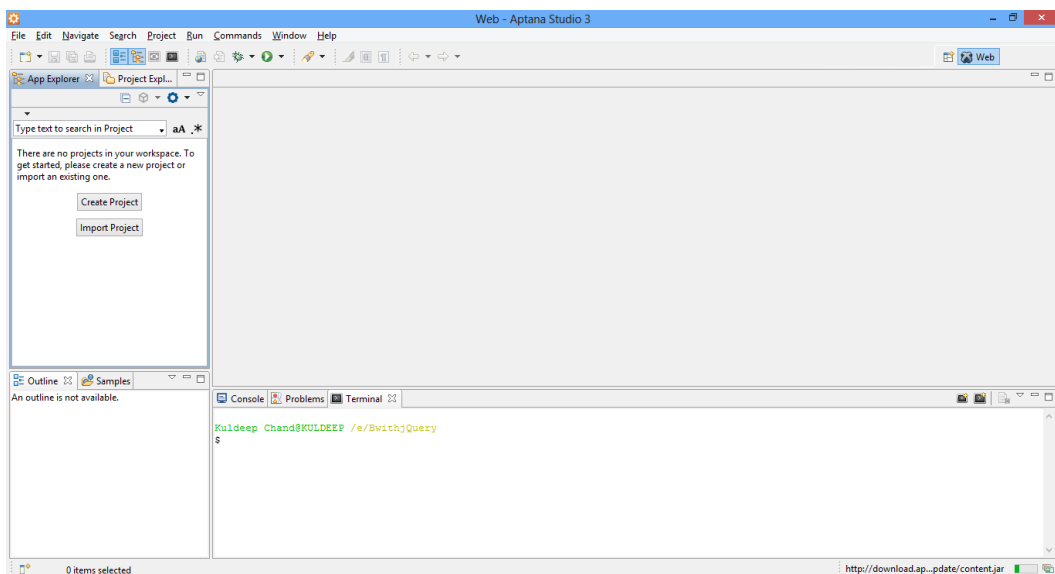 Web - Aptana Studio 3
File Edit Navigate Search Project Run Commands Window Help
Web
App Explorer Project Expl...
Type text to search in Project aA .*
There are no projects in your workspace. To
get started, please create a new project or
import an existing one.
Create Project
Import Project
Outline Samples
An outline is not available.
Console Problems Terminal
Kuldeep Chand@KULDEEP /e/BwithjQuery
$
0 items selected
http://download.ap...pdate/content.jar